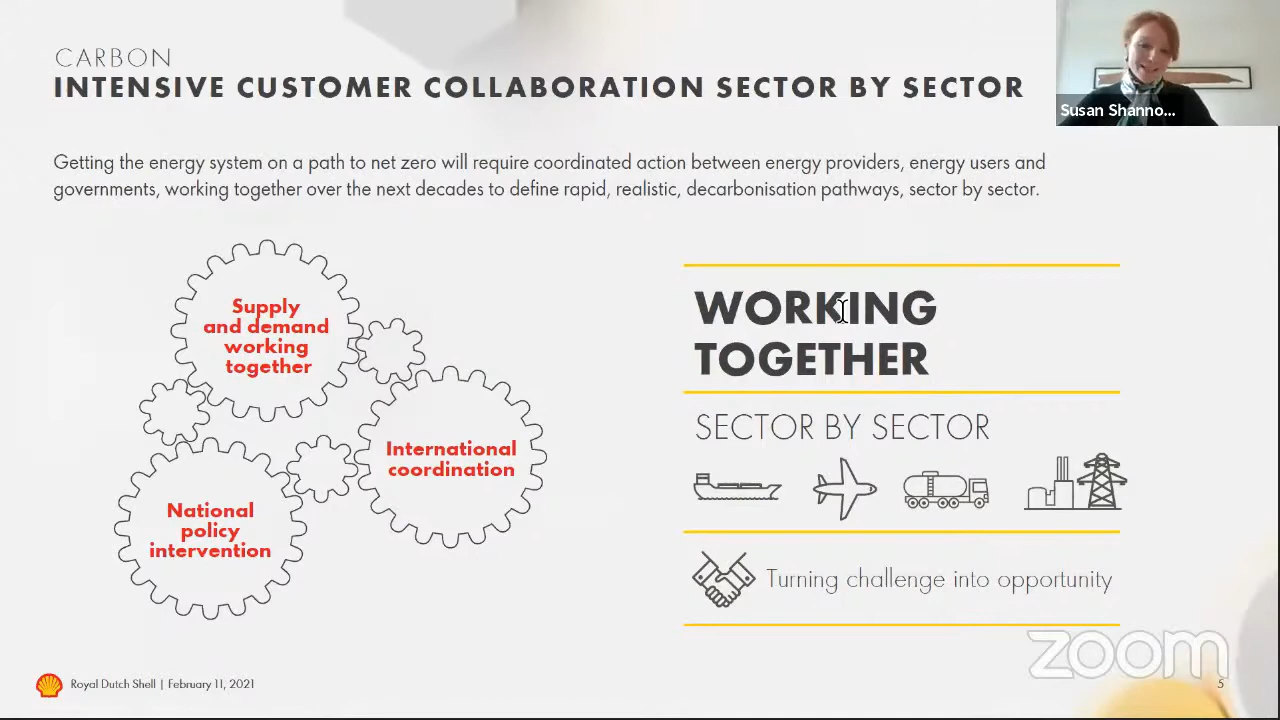 CARBON
INTENSIVE CUSTOMER COLLABORATION SECTOR BY SECTOR
Susan Shanno...
Getting the energy system on a path to net zero will require coordinated action between energy providers, energy users and
governments, working together over the next decades to define rapid, realistic, decarbonisation pathways, sector by sector.
Supply
and demand
working
together
International
coordination
National
policy
intervention
WORKING
TOGETHER
SECTOR BY SECTOR
Turning challenge into opportunity
zoom
Royal Dutch Shell | February 11, 2021
5